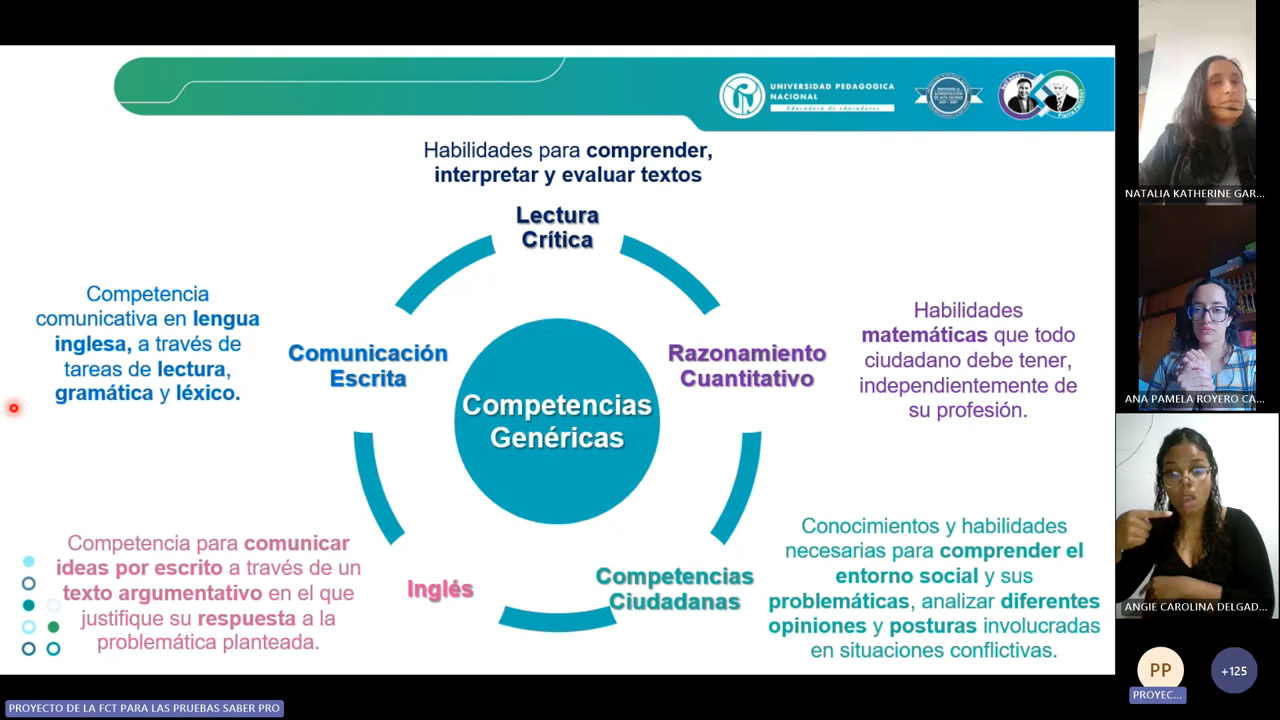 UNIVERSIDAD PEDAGOGICA
NACIONAL
Educadora de educadores
Habilidades para comprender,
interpretar y evaluar textos
Lectura
Crítica
Competencia
comunicativa en lengua
inglesa, a través de
tareas de lectura,
gramática y léxico.
Comunicación
Escrita
Razonamiento
Cuantitativo
Habilidades
matemáticas que todo
ciudadano debe tener,
independientemente de
su profesión.
Competencias
Genéricas
Competencia para comunicar
ideas por escrito a través de un
texto argumentativo en el que
justifique su respuesta a la
problemática planteada.
Inglés
Competencias
Ciudadanas
Conocimientos y habilidades
necesarias para comprender el
entorno social y sus
problemáticas, analizar diferentes
opiniones y posturas involucradas
en situaciones conflictivas.
NATALIA KATHERINE GAR...
ANA PAMELA ROYERO CA...
ANGIE CAROLINA DELGAD...
PP
+125
PROYEC...
PROYECTO DE LA FCT PARA LAS PRUEBAS SABER PRO